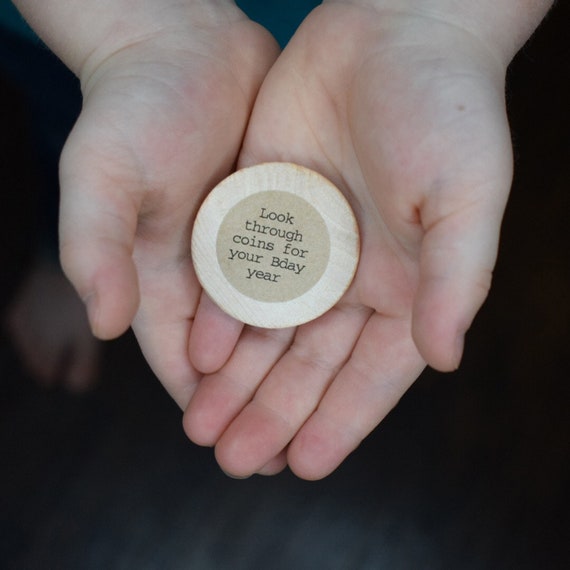 Look
through
coins for
your Bday
year